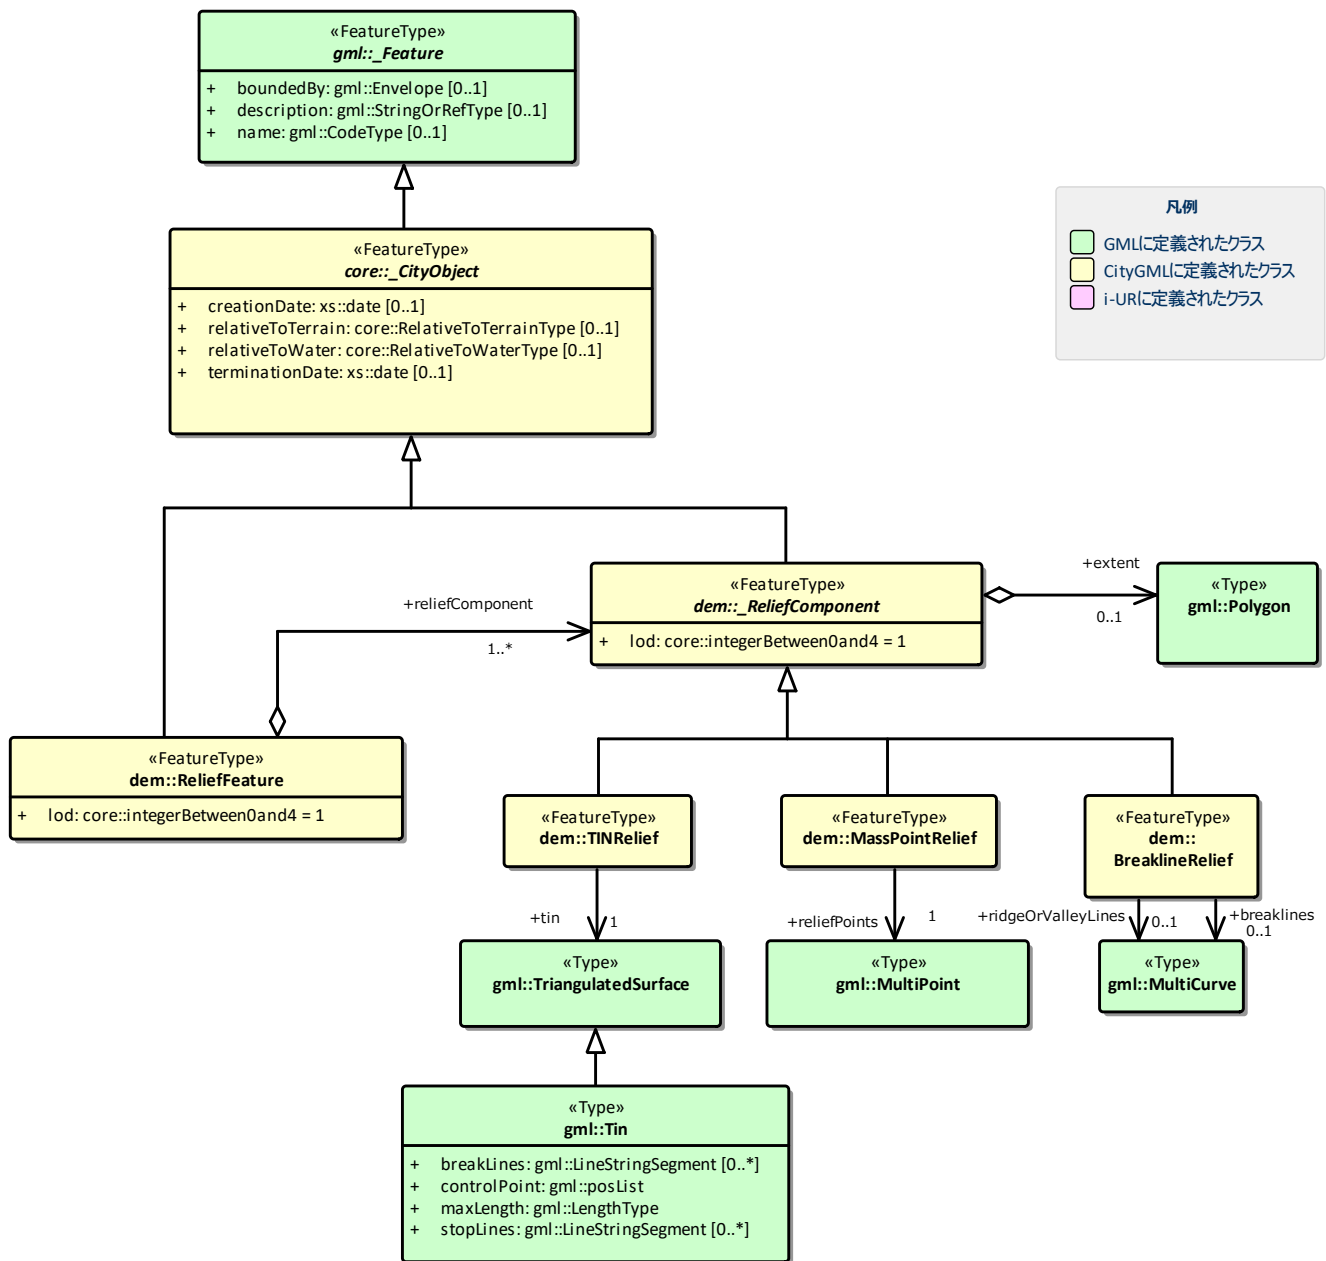 «FeatureType»
gml::_Feature
+ boundedBy: gml::Envelope [0..1]
+ description: gml::StringOrRefType [0..1]
+ name: gml::CodeType [0..1]
凡例
GMLに定義されたクラス
CityGMLに定義されたクラス
i-URに定義されたクラス
«FeatureType»
core::_CityObject
+ creationDate: xs::date [0..1]
+ relativeToTerrain: core::RelativeToTerrainType [0..1]
+ relativeToWater: core::RelativeToWaterType [0..1]
+ terminationDate: xs::date [0..1]
+reliefComponent
1..*
«FeatureType»
dem::_ReliefComponent
+ lod: core::integerBetween0and4 = 1
+extent
0..1
«Type»
gml::Polygon
«FeatureType»
dem::ReliefFeature
+ lod: core::integerBetween0and4 = 1
«FeatureType»
dem::TINRelief
«FeatureType»
dem::MassPointRelief
«FeatureType»
dem::
BreaklineRelief
+tin
1
+reliefPoints
1
+ridgeOrValleyLines
0..1
+breaklines
0..1
«Type»
gml::TriangulatedSurface
«Type»
gml::MultiPoint
«Type»
gml::MultiCurve
«Type»
gml::Tin
+ breakLines: gml::LineStringSegment [0..*]
+ controlPoint: gml::posList
+ maxLength: gml::LengthType
+ stopLines: gml::LineStringSegment [0..*]